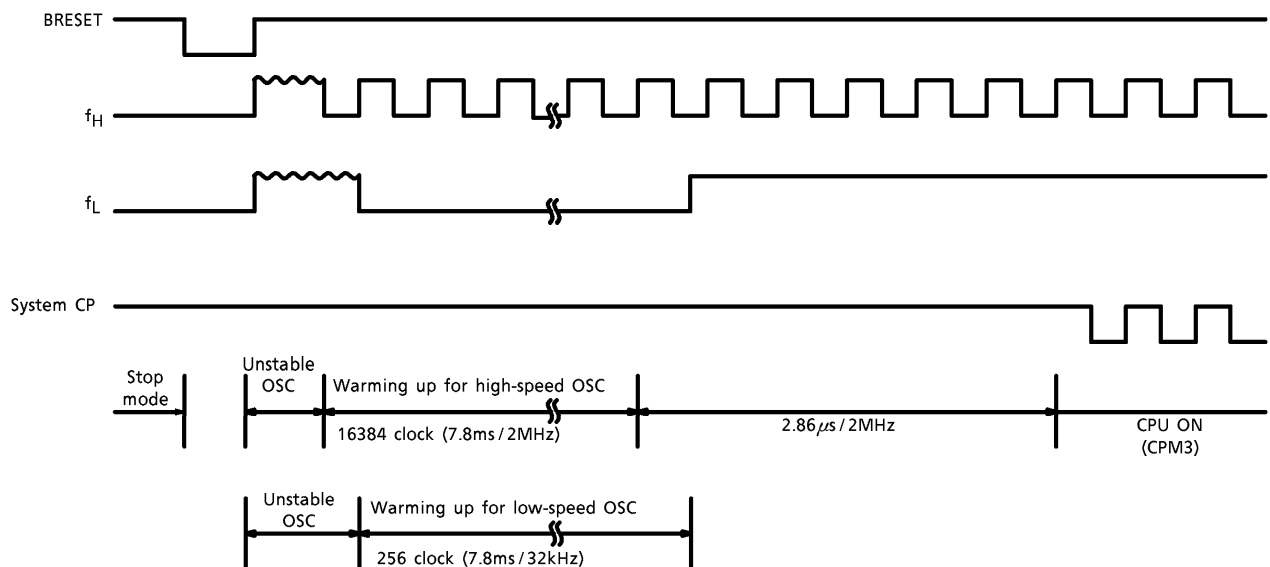 BRESET
fH
fL
System CP
Stop
mode
Unstable
OSC
Warming up for high-speed OSC
16384 clock (7.8ms/2MHz)
2.86μs/2MHz
CPU ON
(CPM3)
Unstable
OSC
Warming up for low-speed OSC
256 clock (7.8ms/32kHz)